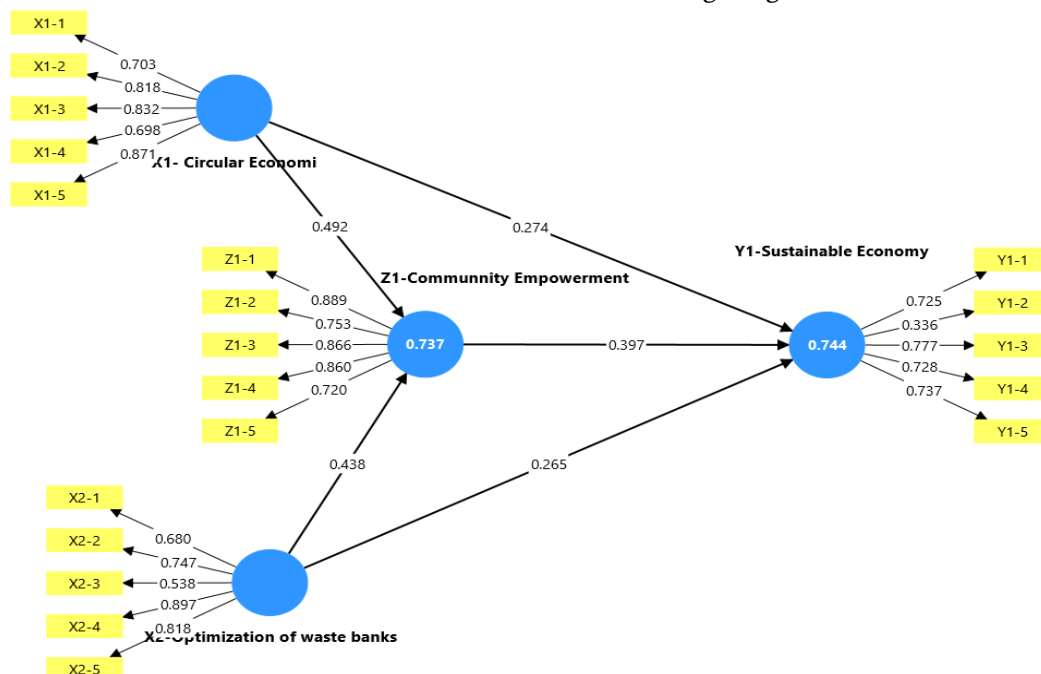 X1-1
0.703
X1-2
0.818
X1-3
0.832
X1-4
0.698
X1-5
0.871
X1- Circular Economi
0.492
0.274
Z1-1
0.889
Z1-2
0.753
Z1-3
0.866
Z1-4
0.860
Z1-5
0.720
Z1-Communnity Empowerment
0.737
0.397
Y1-Sustainable Economy
0.744
Y1-1
0.725
Y1-2
0.336
Y1-3
0.777
Y1-4
0.728
Y1-5
0.737
0.438
0.265
X2-1
0.680
X2-2
0.747
X2-3
0.538
X2-4
0.897
X2-5
0.818
X2-Optimization of waste banks